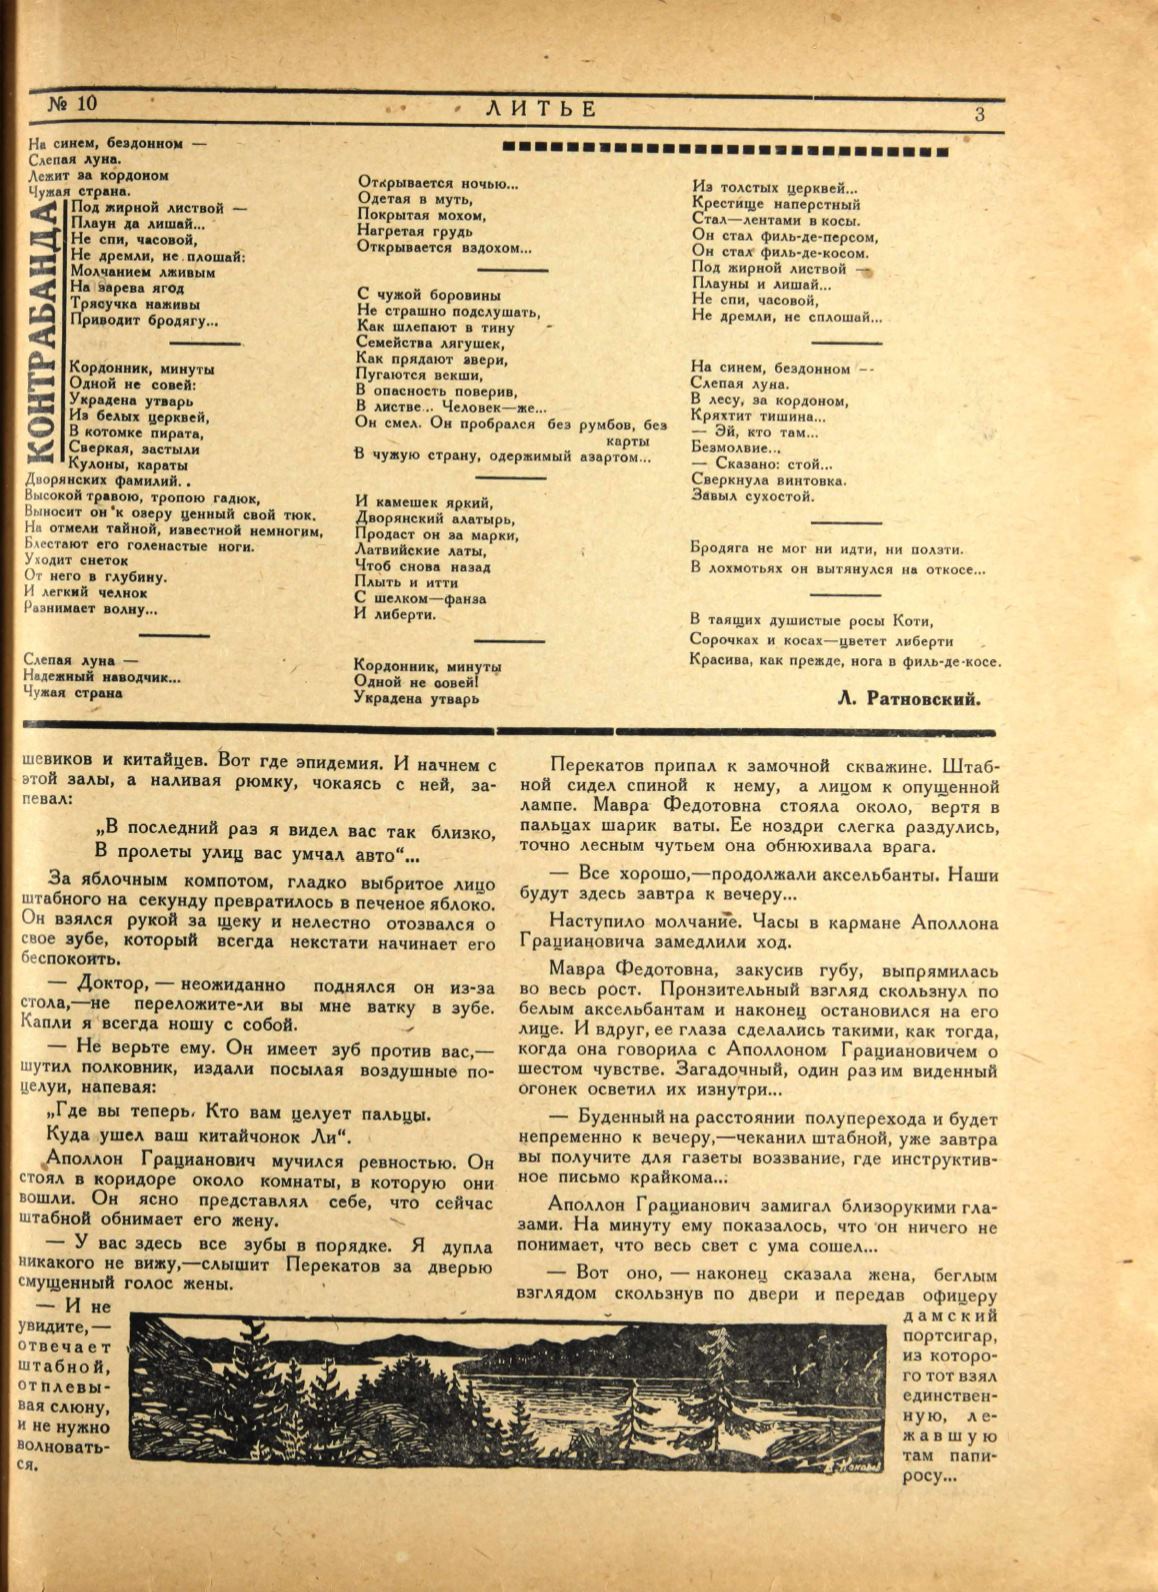 № 10
ЛИТЬЕ
3
КОНТРАБАНДА
На синем, бездонном —
Слепая луна.
Лежит за кордоном
Чужая страна.
Под жирной листвой —
Плаун да лишай...
Не спи, часовой,
Не дремли, не плошай:
Молчанием лживым
На зарева ягод
Трясучка наживы
Приводит бродягу...
Кордонник, минуты
Одной не совей:
Украдена утварь
Из белых церквей,
В котомке пирата,
Сверкая, застыли
Кулоны, караты
Дворянских фамилий..
Высокой травою, тропою гадюк,
Выносит он к озеру ценный свой тюк.
На отмели тайной, известной немногим,
Блестают его голенастые ноги.
Уходит снеток
От него в глубину.
И легкий челнок
Разнимает волну...
Слепая луна —
Надежный наводчик...
Чужая страна
Открывается ночью...
Одетая в муть,
Покрытая мохом,
Нагретая грудь
Открывается вздохом...
С чужой боровины
Не страшно подслушать,
Как шлепают в тину
Семейства лягушек,
Как прядают звери,
Пугаются векши,
В опасность поверив,
В листве... Человек—же...
Он смел. Он пробрался без румбов, без
карты
В чужую страну, одержимый азартом...
И камешек яркий,
Дворянский алатырь,
Продаст он за марки,
Латвийские латы,
Чтоб снова назад
Плыть и итти
С шелком—фанза
И либерти.
Кордонник, минуты
Одной не совей!
Украдена утварь
Из толстых церквей...
Крестище наперстный
Стал—лентами в косы.
Он стал филь-де-персом,
Он стал филь-де-косом.
Под жирной листвой —
Плауны и лишай...
Не спи, часовой,
Не дремли, не сплошай...
На синем, бездонном --
Слепая луна.
В лесу, за кордоном,
Кряхтит тишина...
— Эй, кто там...
Безмолвие...
— Сказано: стой...
Сверкнула винтовка.
Завыл сухостой.
Бродяга не мог ни идти, ни ползти.
В лохмотьях он вытянулся на откосе...
В таящих душистые росы Коти,
Сорочках и косах—цветет либерти
Красива, как прежде, нога в филь-де-косе.
Л. Ратновский.
шевиков и китайцев. Вот где эпидемия. И начнем с
этой залы, а наливая рюмку, чокаясь с ней, за-
певал:
„В последний раз я видел вас так близко,
В пролеты улиц вас умчал авто“...
За яблочным компотом, гладко выбритое лицо
штабного на секунду превратилось в печеное яблоко.
Он взялся рукой за щеку и нелестно отозвался о
свое зубе, который всегда некстати начинает его
беспокоить.
— Доктор, — неожиданно поднялся он из-за
стола,—не переложите-ли вы мне ватку в зубе.
Капли я всегда ношу с собой.
— Не верьте ему. Он имеет зуб против вас,—
шутил полковник, издали посылая воздушные по-
целуи, напевая:
„Где вы теперь, Кто вам целует пальцы.
Куда ушел ваш китайчонок Ли“.
Аполлон Грацианович мучился ревностью. Он
стоял в коридоре около комнаты, в которую они
вошли. Он ясно представлял себе, что сейчас
штабной обнимает его жену.
— У вас здесь все зубы в порядке. Я дупла
никакого не вижу,—слышит Перекатов за дверью
смущенный голос жены.
— И не
увидите,—
отвечает
штабной,
отплевы-
вая слюну,
и не нужно
волновать-
ся.
Перекатов припал к замочной скважине. Штаб-
ной сидел спиной к нему, а лицом к опущенной
лампе. Мавра Федотовна стояла около, вертя в
пальцах шарик ваты. Ее ноздри слегка раздулись,
точно лесным чутьем она обнюхивала врага.
— Все хорошо,—продолжали аксельбанты. Наши
будут здесь завтра к вечеру...
Наступило молчание. Часы в кармане Аполлона
Грациановича замедлили ход.
Мавра Федотовна, закусив губу, выпрямилась
во весь рост. Пронзительный взгляд скользнул по
белым аксельбантам и наконец остановился на его
лице. И вдруг, ее глаза сделались такими, как тогда,
когда она говорила с Аполлоном Грациановичем о
шестом чувстве. Загадочный, один раз им виденный
огонек осветил их изнутри...
— Буденный на расстоянии полуперехода и будет
непременно к вечеру,—чеканил штабной, уже завтра
вы получите для газеты воззвание, где инструктив-
ное письмо крайкома...
Аполлон Грацианович замигал близорукими гла-
зами. На минуту ему показалось, что он ничего не
понимает, что весь свет с ума сошел...
— Вот оно, — наконец сказала жена, беглым
взглядом скользнув по двери и передав офицеру
дамский
портсигар,
из которо-
го тот взял
единствен-
ную, ле-
жавшую
там папи-
росу...